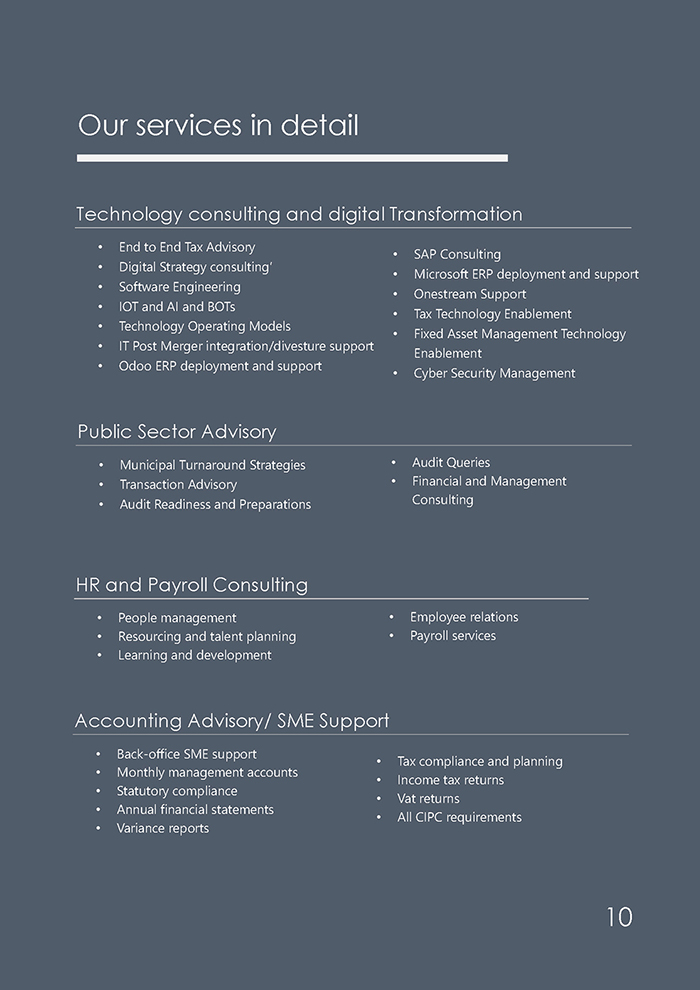 Our services in detail
Technology consulting and digital Transformation
• End to End Tax Advisory
• Digital Strategy consulting’
• Software Engineering
• IOT and AI and BOTs
• Technology Operating Models
• IT Post Merger integration/divesture support
• Odoo ERP deployment and support
• SAP Consulting
• Microsoft ERP deployment and support
• Onestream Support
• Tax Technology Enablement
• Fixed Asset Management Technology
Enablement
• Cyber Security Management
Public Sector Advisory
• Municipal Turnaround Strategies
• Transaction Advisory
• Audit Readiness and Preparations
• Audit Queries
• Financial and Management
Consulting
HR and Payroll Consulting
• People management
• Resourcing and talent planning
• Learning and development
• Employee relations
• Payroll services
Accounting Advisory/ SME Support
• Back-office SME support
• Monthly management accounts
• Statutory compliance
• Annual financial statements
• Variance reports
• Tax compliance and planning
• Income tax returns
• Vat returns
• All CIPC requirements
10